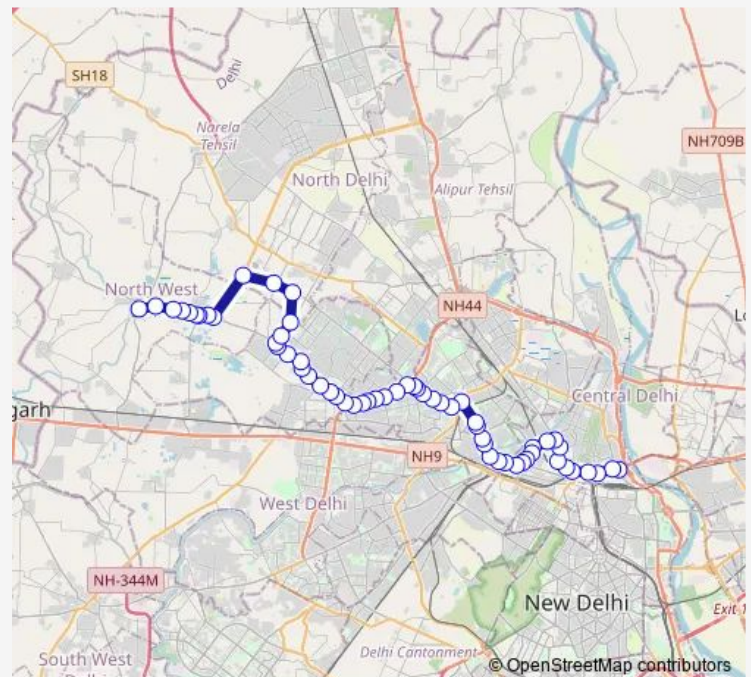 SH18
Delhi
Narela
Tehsil
NH709B
North Delhi
Alipur Tehsil
North West
NH44
Central Delhi
garh
NH9
West Delhi
NH-344M
New Delhi
Exit 1
South West
Delhi Cantonment
© OpenStreetMap contributors